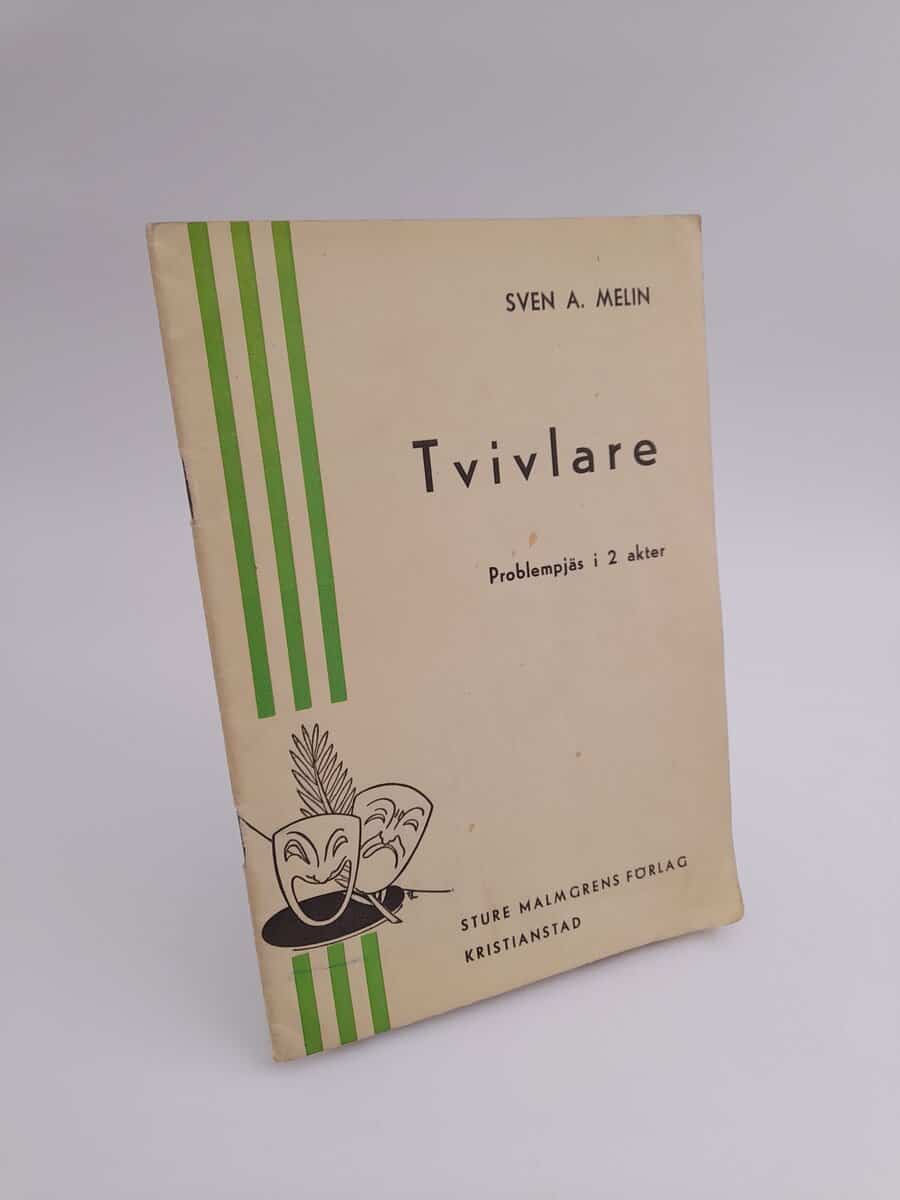 SVEN A. MELIN
Tvivlare
Problempjäs i 2 akter
STURE MALMGRENS FÖRLAG
KRISTIANSTAD